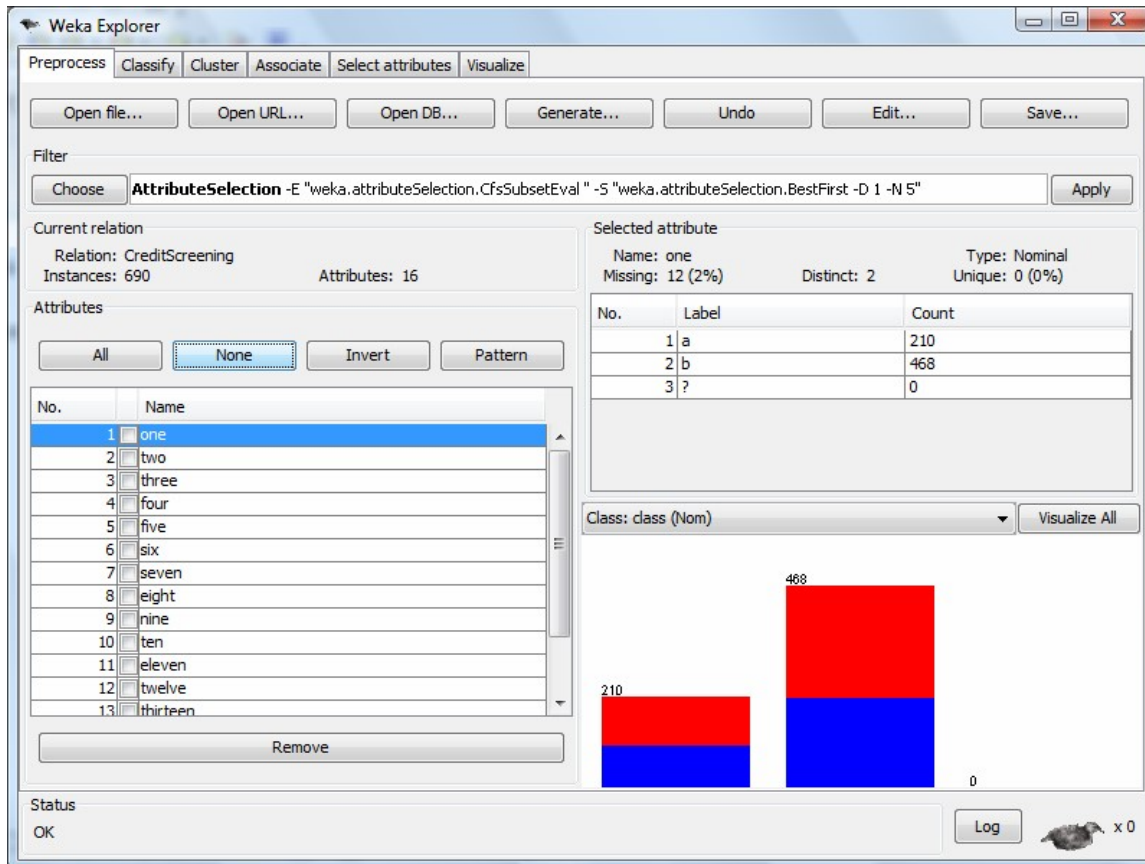 Weka Explorer
Preprocess Classify Cluster Associate Select attributes Visualize
Open file... Open URL... Open DB... Generate... Undo Edit... Save...
Filter
Choose AttributeSelection -E "weka.attributeSelection.CfsSubsetEval " -S "weka.attributeSelection.BestFirst -D 1 -N 5" Apply
Current relation
Relation: CreditScreening
Instances: 690 Attributes: 16
Attributes
All None Invert Pattern
No. Name
1 one
2 two
3 three
4 four
5 five
6 six
7 seven
8 eight
9 nine
10 ten
11 eleven
12 twelve
13 thirteen
Remove
Selected attribute
Name: one Type: Nominal
Missing: 12 (2%) Distinct: 2 Unique: 0 (0%)
No. Label Count
1 a 210
2 b 468
3 ? 0
Class: class (Nom) Visualize All
468
210
0
Status
OK
Log x 0